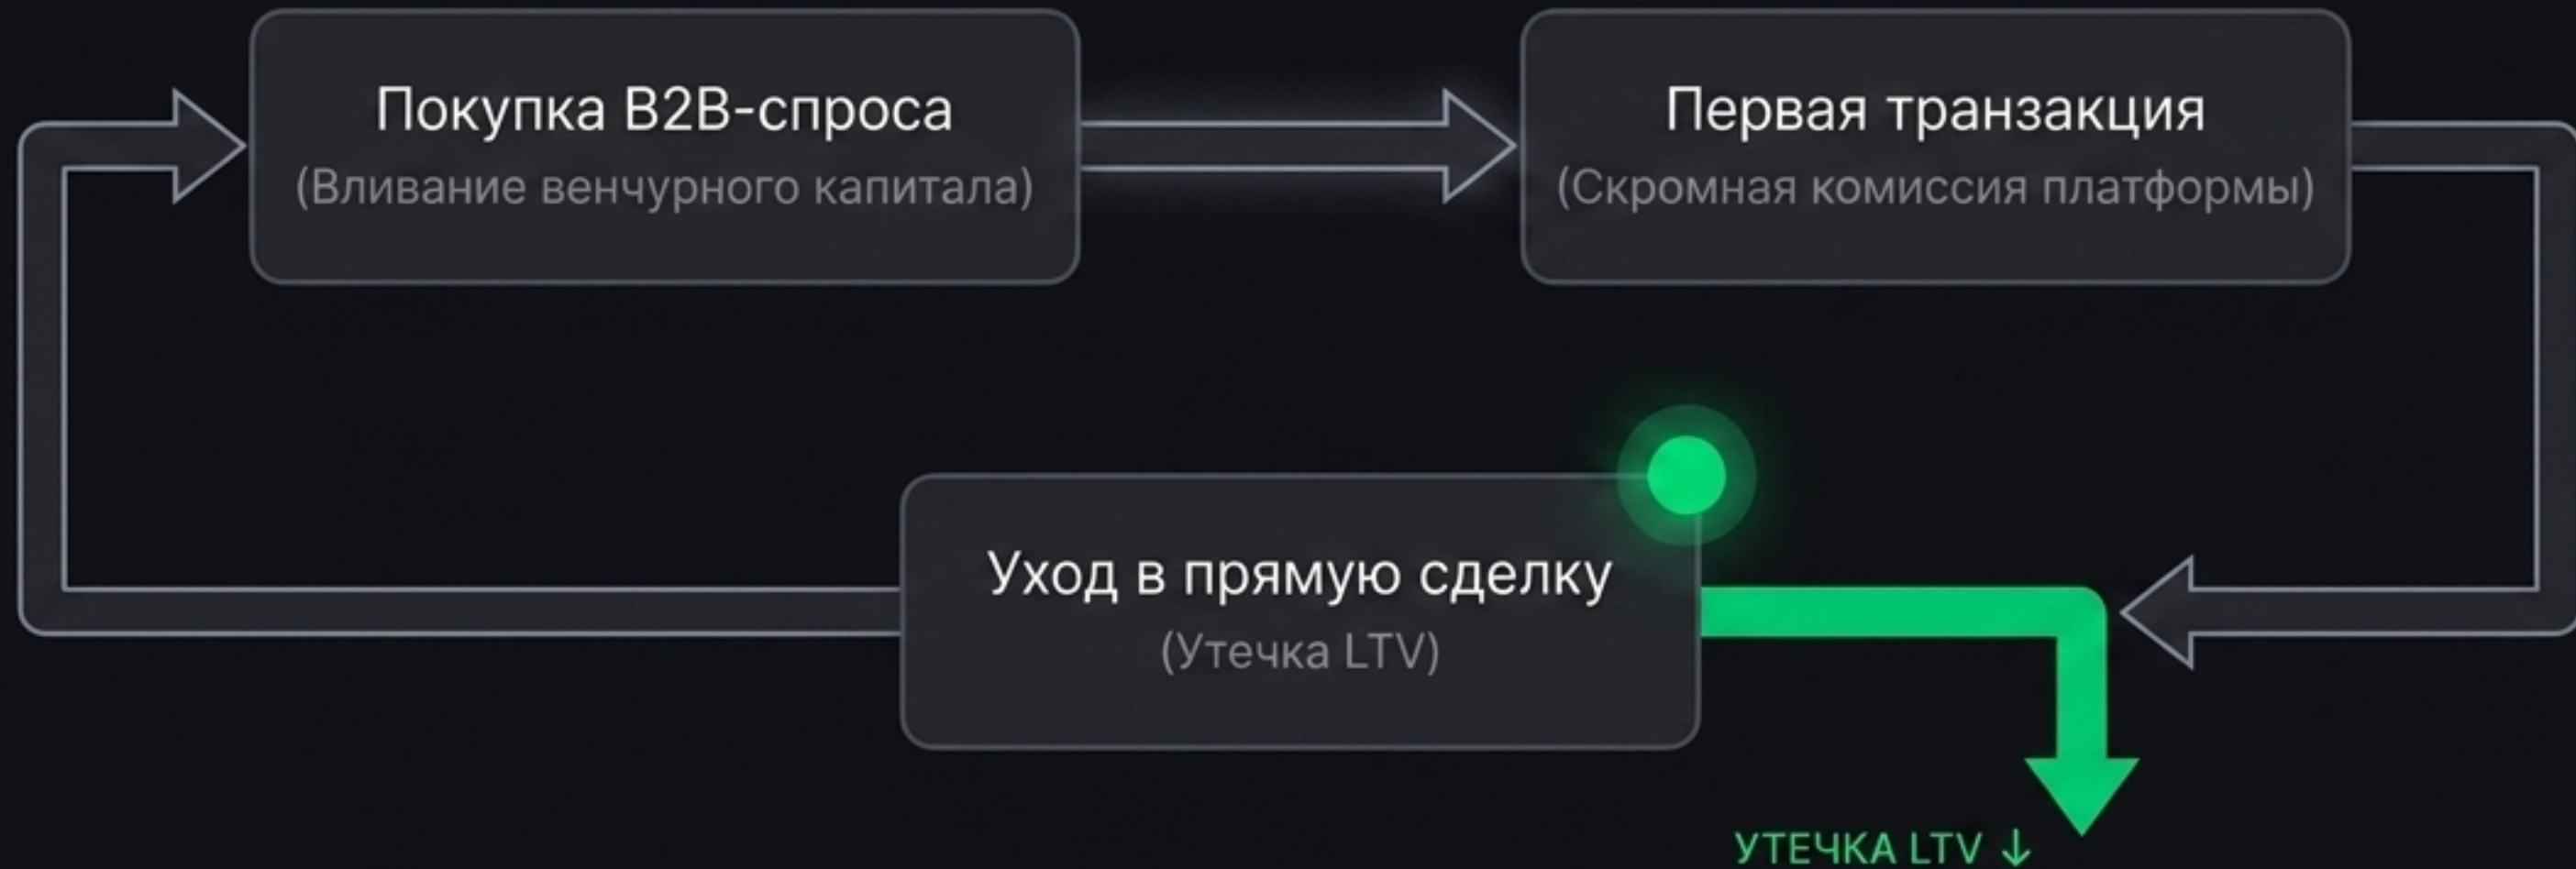 Покупка B2B-спроса
(Вливание венчурного капитала)
Первая транзакция
(Скромная комиссия платформы)
Уход в прямую сделку
(Утечка LTV)
УТЕЧКА LTV ↓